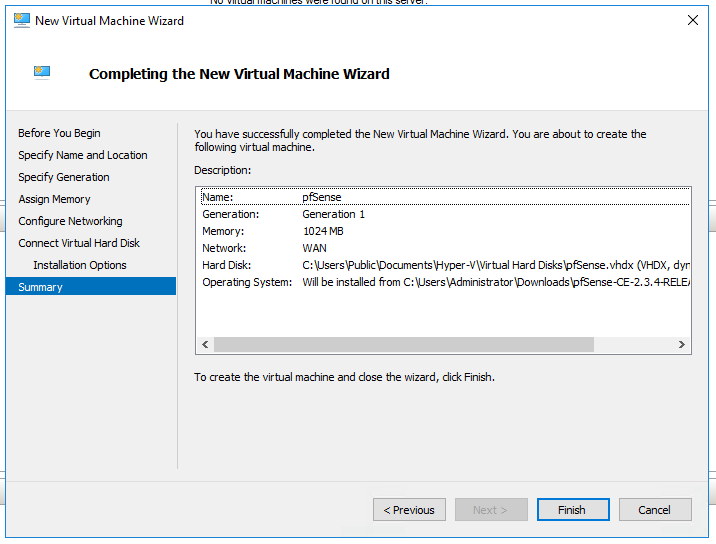 No virtual machines were found on this server.
New Virtual Machine Wizard
Completing the New Virtual Machine Wizard
Before You Begin
Specify Name and Location
Specify Generation
Assign Memory
Configure Networking
Connect Virtual Hard Disk
Installation Options
Summary
You have successfully completed the New Virtual Machine Wizard. You are about to create the
following virtual machine.
Description:
Name: pfSense
Generation: Generation 1
Memory: 1024 MB
Network: WAN
Hard Disk: C:\Users\Public\Documents\Hyper-V\Virtual Hard Disks\pfSense.vhdx (VHDX, dyn
Operating System: Will be installed from C:\Users\Administrator\Downloads\pfSense-CE-2.3.4-RELEA
To create the virtual machine and close the wizard, click Finish.
< Previous
Next >
Finish
Cancel